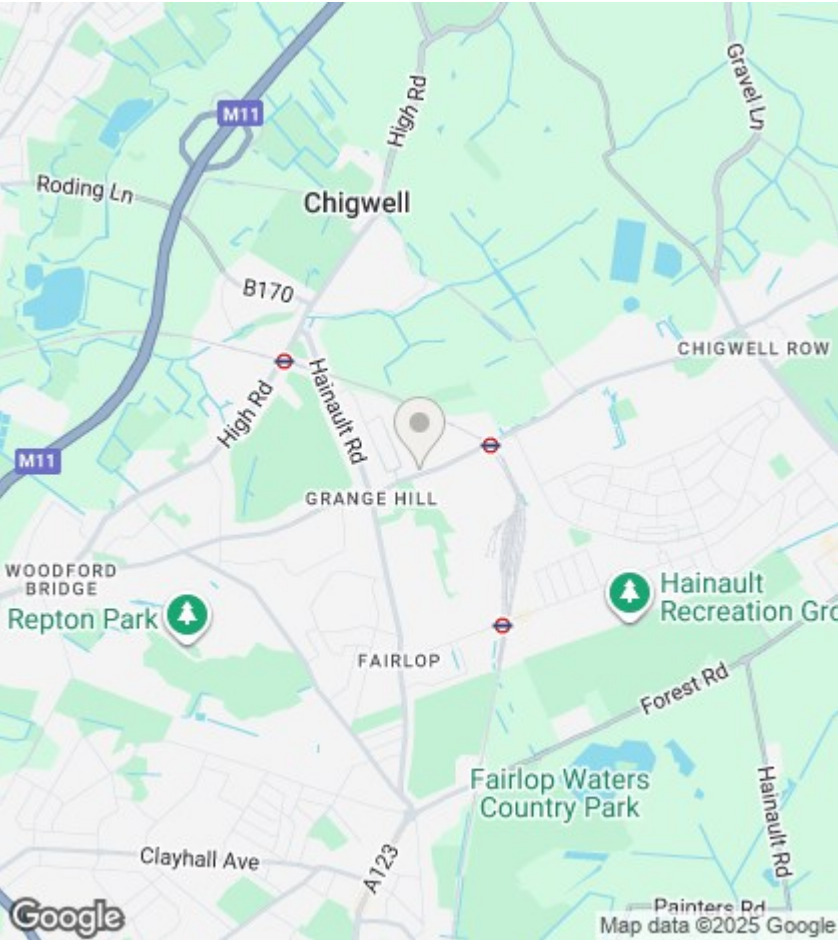 M11
High Rd
Gravel Ln
Roding Ln
Chigwell
B170
CHIGWELL ROW
Hainault Rd
High Rd
M11
GRANGE HILL
WOODFORD
BRIDGE
Repton Park
Hainault
Recreation Gro
FAIRLOP
Forest Rd
Fairlop Waters
Country Park
Hainault Rd
Clayhall Ave
A123
Painters Rd
Google
Map data ©2025 Google